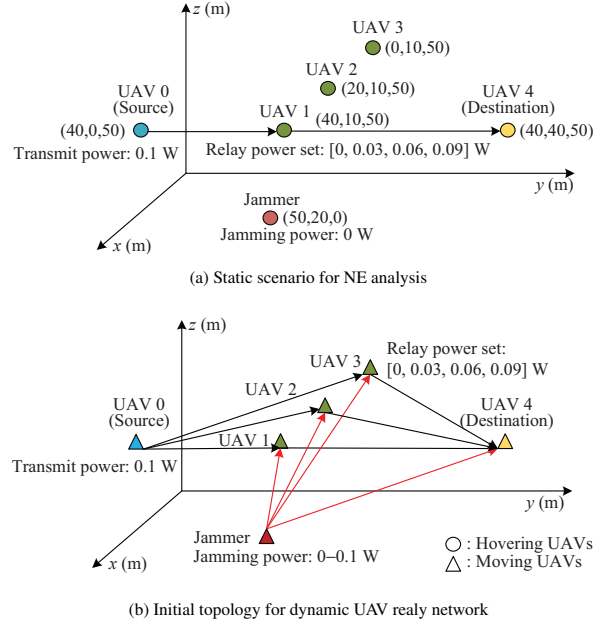 z (m)
UAV 3
(0,10,50)
UAV 2
(20,10,50)
UAV 0
(Source)
UAV 4
(Destination)
UAV 1
(40,10,50)
(40,0,50)
(40,40,50)
Transmit power: 0.1 W
Relay power set: [0, 0.03, 0.06, 0.09] W
y (m)
Jammer
(50,20,0)
Jamming power: 0 W
x (m)
(a) Static scenario for NE analysis
z (m)
UAV 3
Relay power set:
[0, 0.03, 0.06, 0.09] W
UAV 2
UAV 0
(Source)
UAV 4
(Destination)
UAV 1
Transmit power: 0.1 W
y (m)
Jammer
Jamming power: 0–0.1 W
x (m)
: Hovering UAVs
: Moving UAVs
(b) Initial topology for dynamic UAV realy network